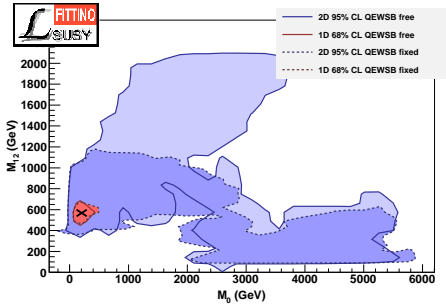 FITTINO
SUSY
2D 95% CL QEWSB free
1D 68% CL QEWSB free
2D 95% CL QEWSB fixed
1D 68% CL QEWSB fixed
M12 (GeV)
2000
1800
1600
1400
1200
1000
800
600
400
200
0
0 1000 2000 3000 4000 5000 6000
M0 (GeV)